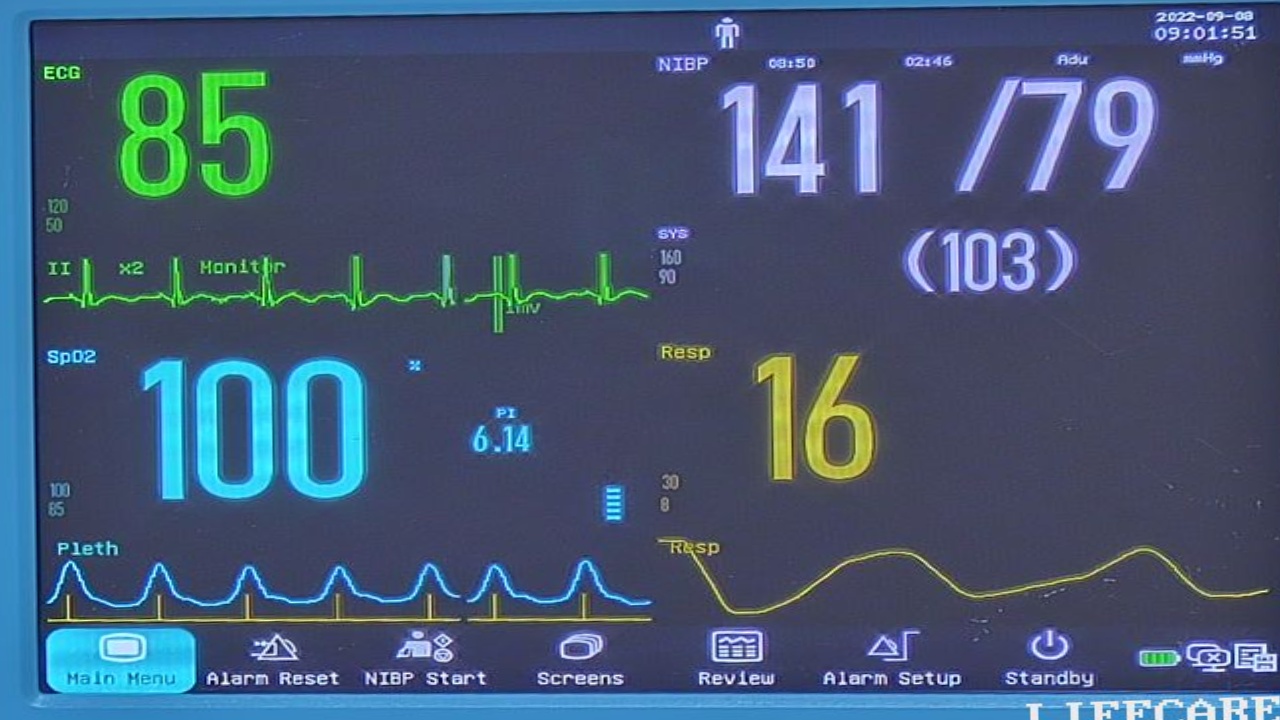 2022-09-08
09:01:51
ECG
85
120
50
NIBP 08:50 02:46 Adu mmHg
141 /79
SYS
160
90
(103)
II x2 Monitor
1mV
SpO2
100
%
PI
6.14
100
85
Resp
16
30
8
Pleth
Resp
Main Menu
Alarm Reset
NIBP Start
Screens
Review
Alarm Setup
Standby
LIFECARE